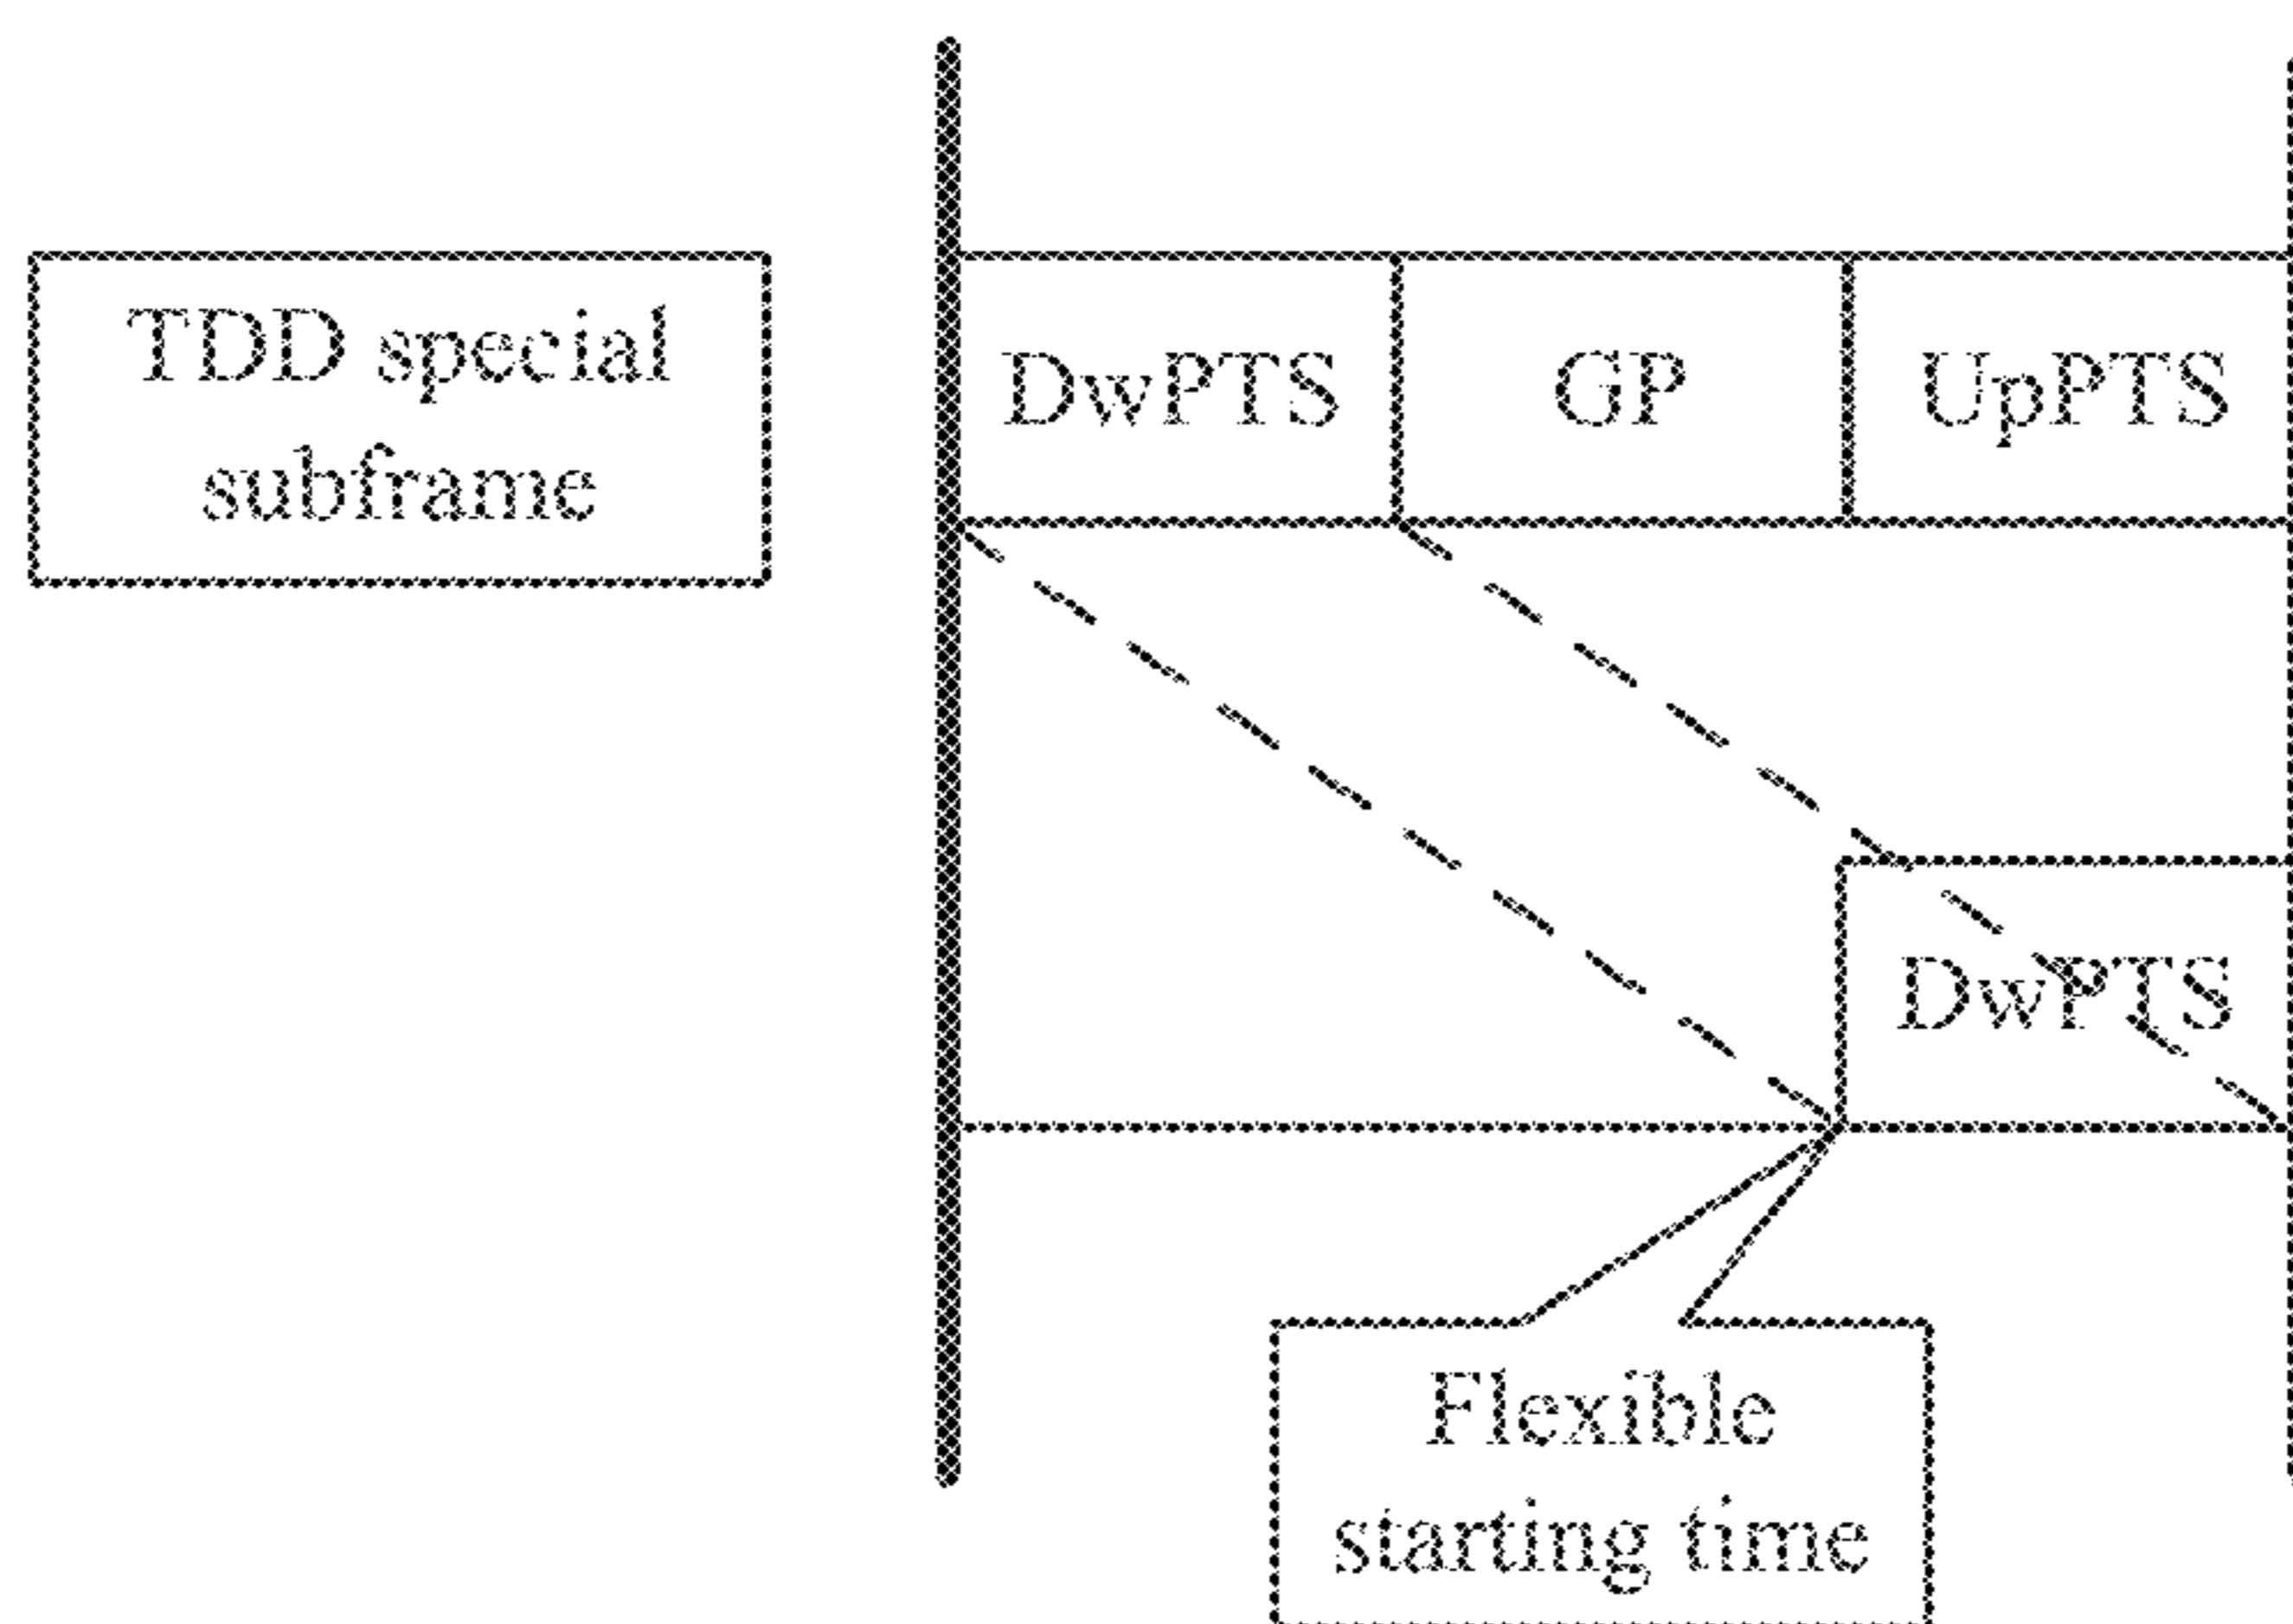 TDD special
subframe
DwPTS
GP
UpPTS
DwPTS
Flexible
starting time